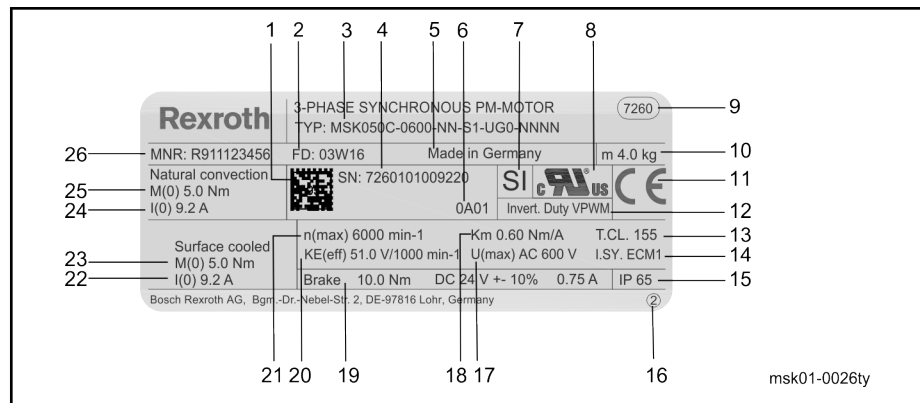 1 2 3 4 5 6 7 8
Rexroth
3-PHASE SYNCHRONOUS PM-MOTOR
TYP: MSK050C-0600-NN-S1-UG0-NNNN
7260 9
26 MNR: R911123456 FD: 03W16 Made in Germany m 4.0 kg 10
Natural convection
25 M(0) 5.0 Nm
24 I(0) 9.2 A
SN: 7260101009220
0A01
SI c RU US CE 11
Invert. Duty VPWM 12
n(max) 6000 min-1 Km 0.60 Nm/A T.CL. 155 13
KE(eff) 51.0 V/1000 min-1 U(max) AC 600 V I.SY. ECM1 14
Surface cooled
23 M(0) 5.0 Nm
22 I(0) 9.2 A
Brake 10.0 Nm DC 24 V +- 10% 0.75 A IP 65 15
Bosch Rexroth AG, Bgm.-Dr.-Nebel-Str. 2, DE-97816 Lohr, Germany 2
21 20 19 18 17 16
msk01-0026ty